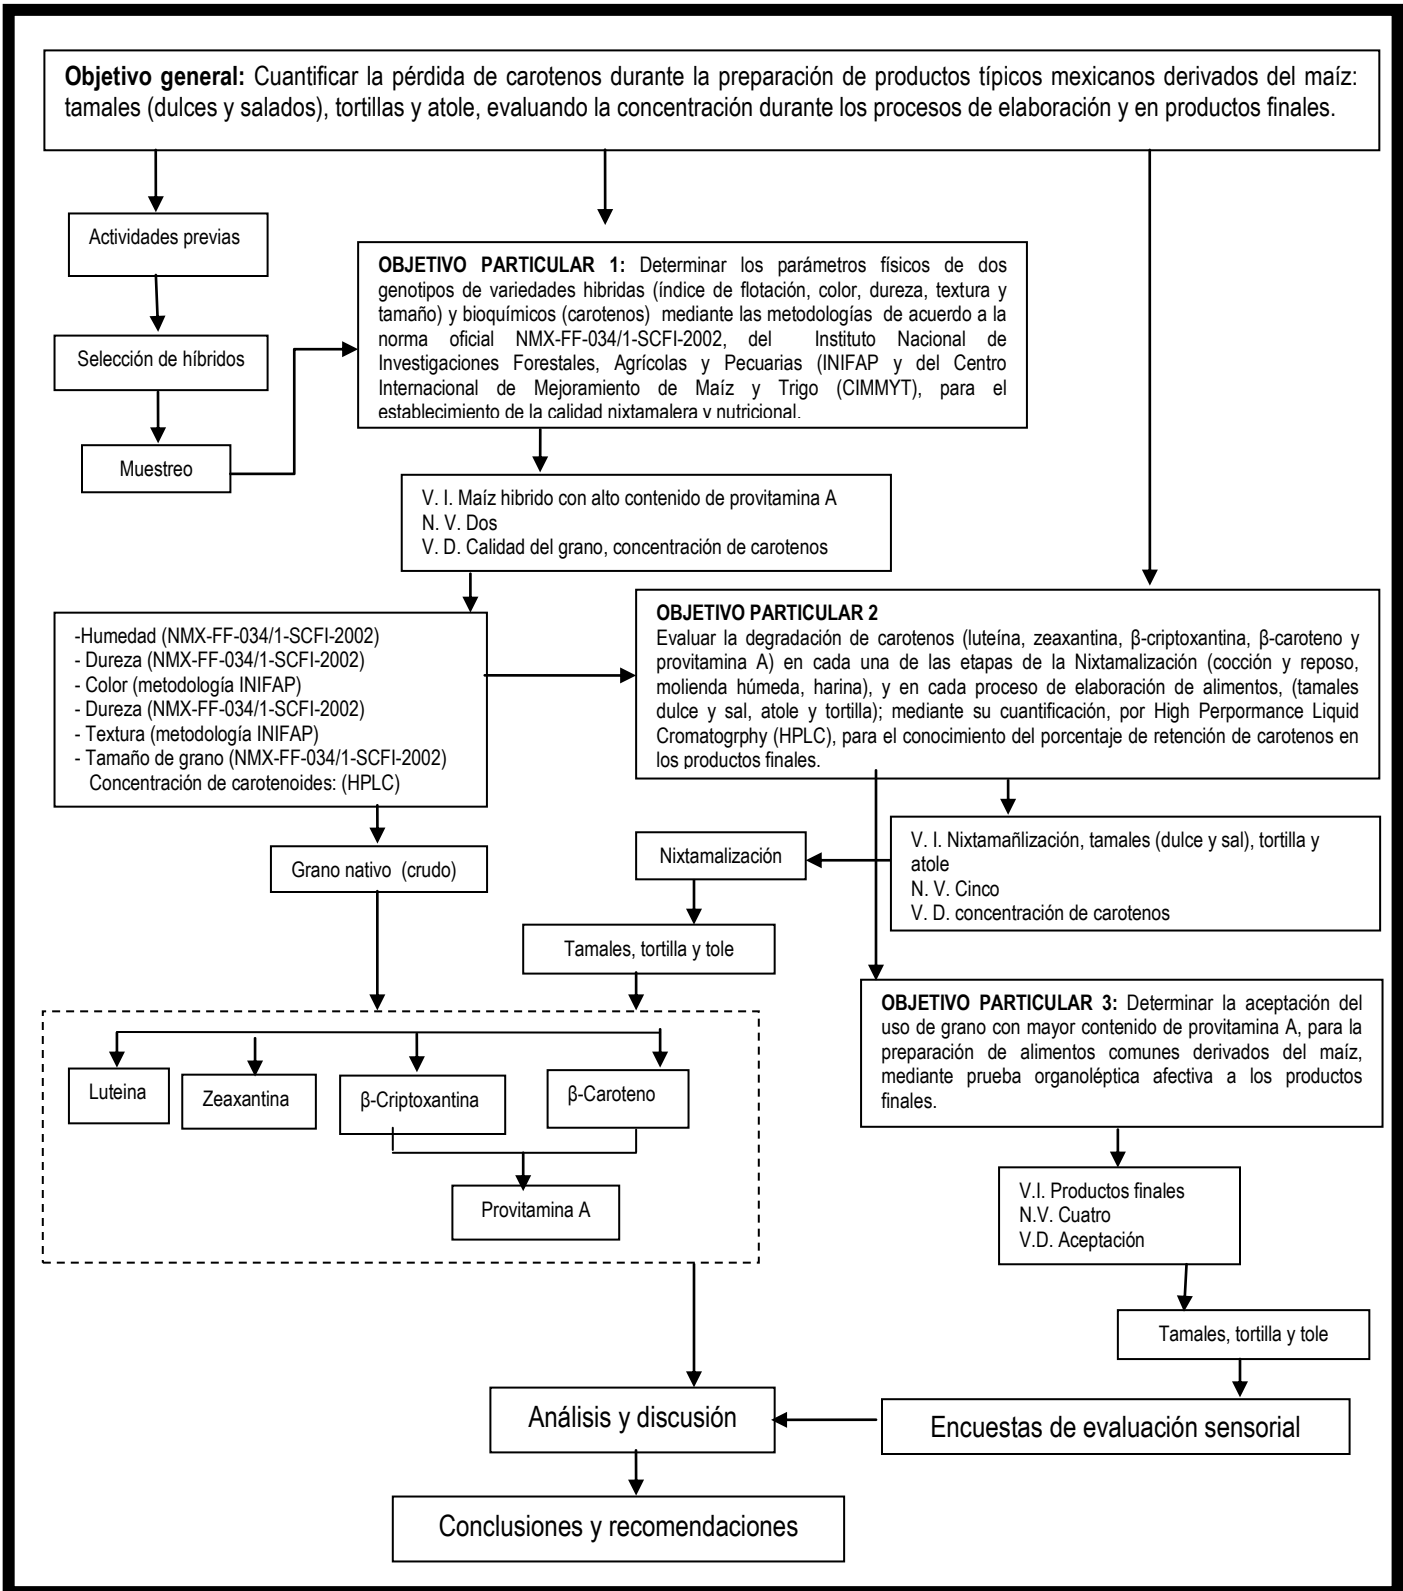 Objetivo general: Cuantificar la pérdida de carotenos durante la preparación de productos típicos mexicanos derivados del maíz:
tamales (dulces y salados), tortillas y atole, evaluando la concentración durante los procesos de elaboración y en productos finales.
Actividades previas
Selección de híbridos
Muestreo
OBJETIVO PARTICULAR 1: Determinar los parámetros físicos de dos
genotipos de variedades hibridas (índice de flotación, color, dureza, textura y
tamaño) y bioquímicos (carotenos) mediante las metodologías de acuerdo a la
norma oficial NMX-FF-034/1-SCFI-2002, del Instituto Nacional de
Investigaciones Forestales, Agrícolas y Pecuarias (INIFAP y del Centro
Internacional de Mejoramiento de Maíz y Trigo (CIMMYT), para el
establecimiento de la calidad nixtamalera y nutricional.
V. I. Maíz hibrido con alto contenido de provitamina A
N. V. Dos
V. D. Calidad del grano, concentración de carotenos
-Humedad (NMX-FF-034/1-SCFI-2002)
- Dureza (NMX-FF-034/1-SCFI-2002)
- Color (metodología INIFAP)
- Dureza (NMX-FF-034/1-SCFI-2002)
- Textura (metodología INIFAP)
- Tamaño de grano (NMX-FF-034/1-SCFI-2002)
Concentración de carotenoides: (HPLC)
OBJETIVO PARTICULAR 2
Evaluar la degradación de carotenos (luteína, zeaxantina, β-criptoxantina, β-caroteno y
provitamina A) en cada una de las etapas de la Nixtamalización (cocción y reposo,
molienda húmeda, harina), y en cada proceso de elaboración de alimentos, (tamales
dulce y sal, atole y tortilla); mediante su cuantificación, por High Perpormance Liquid
Cromatogrphy (HPLC), para el conocimiento del porcentaje de retención de carotenos en
los productos finales.
Grano nativo (crudo)
Nixtamalización
V. I. Nixtamañlización, tamales (dulce y sal), tortilla y
atole
N. V. Cinco
V. D. concentración de carotenos
Tamales, tortilla y tole
OBJETIVO PARTICULAR 3: Determinar la aceptación del
uso de grano con mayor contenido de provitamina A, para la
preparación de alimentos comunes derivados del maíz,
mediante prueba organoléptica afectiva a los productos
finales.
Luteina
Zeaxantina
β-Criptoxantina
β-Caroteno
Provitamina A
V.I. Productos finales
N.V. Cuatro
V.D. Aceptación
Tamales, tortilla y tole
Análisis y discusión
Encuestas de evaluación sensorial
Conclusiones y recomendaciones